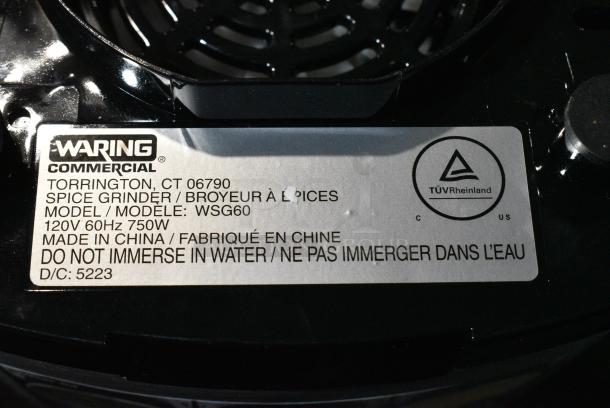 WARING
COMMERCIAL®
TORRINGTON, CT 06790
SPICE GRINDER / BROYEUR À ÉPICES
MODEL / MODÈLE: WSG60
120V 60Hz 750W
MADE IN CHINA / FABRIQUÉ EN CHINE
DO NOT IMMERSE IN WATER / NE PAS IMMERGER DANS L'EAU
D/C: 5223
TÜVRheinland
C US